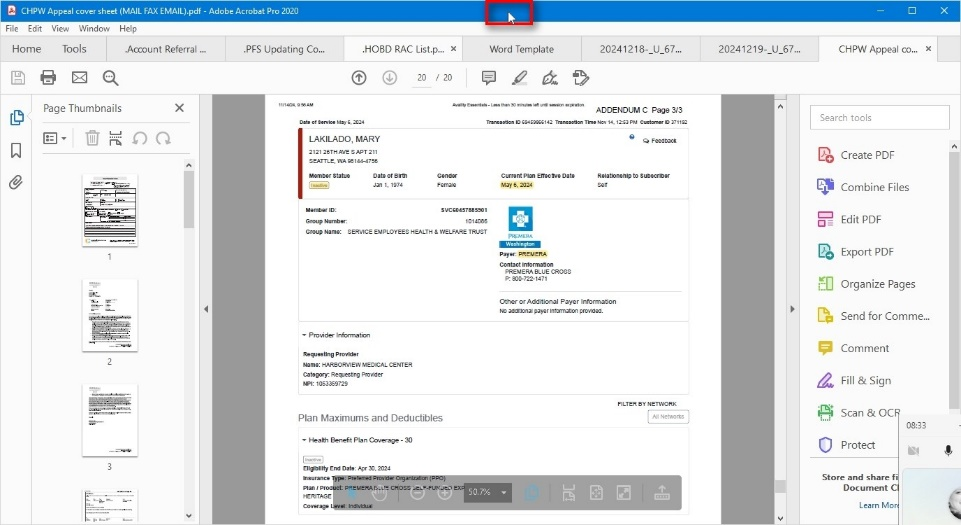 CHPW Appeal cover sheet (MAIL FAX EMAIL).pdf - Adobe Acrobat Pro 2020
File Edit View Window Help
Home Tools .Account Referral ... .PFS Updating Co... .HOBD RAC List.p... × Word Template 20241218-_U_67... 20241219-_U_67... CHPW Appeal co... ×
20 / 20
Page Thumbnails
1
2
3
11/14/24, 9:56 AM Availity Essentials - Less than 30 minutes left until session expiration.
ADDENDUM C Page 3/3
Date of Service May 6, 2024 Transaction ID 68459966142 Transaction Time Nov 14, 12:53 PM Customer ID 371192
LAKILADO, MARY
Feedback
2121 26TH AVE S APT 211
SEATTLE, WA 98144-4756
Member Status Date of Birth Gender Current Plan Effective Date Relationship to Subscriber
Inactive Jan 1, 1974 Female May 6, 2024 Self
Member ID: SVC60457885901
Group Number: 1014086
Group Name: SERVICE EMPLOYEES HEALTH & WELFARE TRUST
PREMERA
Washington
Payer: PREMERA
Contact Information
PREMERA BLUE CROSS
P: 800-722-1471
Other or Additional Payer Information
No additional payer information provided.
Provider Information
Requesting Provider
Name: HARBORVIEW MEDICAL CENTER
Category: Requesting Provider
NPI: 1053359729
FILTER BY NETWORK
Plan Maximums and Deductibles
All Networks
Health Benefit Plan Coverage - 30
Inactive
Eligibility End Date: Apr 30, 2024
Insurance Type: Preferred Provider Organization (PPO)
Plan / Product: PREMERA BLUE CROSS SELF-FUNDED EXP
HERITAGE
Coverage Level: Individual
50.7%
Search tools
Create PDF
Combine Files
Edit PDF
Export PDF
Organize Pages
Send for Comme...
Comment
Fill & Sign
Scan & OCR
Protect
08:33
Store and share fi
Document Cl
Learn Mor